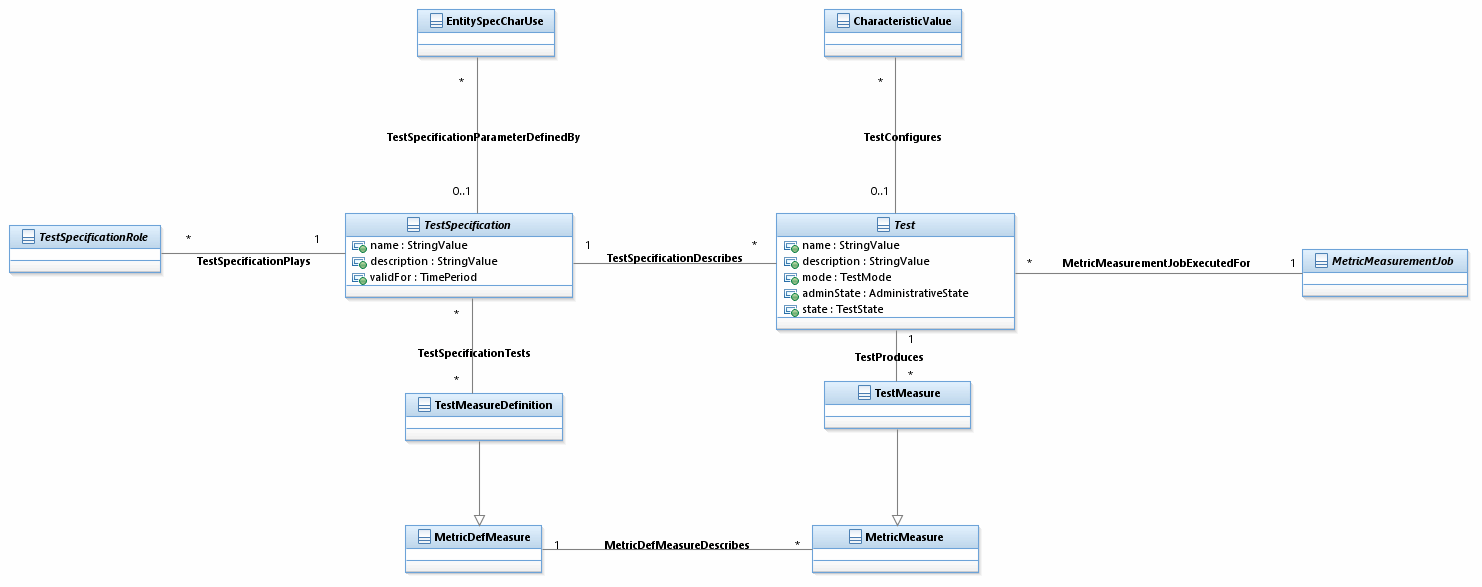 EntitySpecCharUse
CharacteristicValue
*
*
TestSpecificationParameterDefinedBy
TestConfigures
0..1
0..1
TestSpecificationRole
*
1
TestSpecificationPlays
TestSpecification
name : StringValue
description : StringValue
validFor : TimePeriod
1
*
TestSpecificationDescribes
Test
name : StringValue
description : StringValue
mode : TestMode
adminState : AdministrativeState
state : TestState
*
MetricMeasurementJobExecutedFor
1
MetricMeasurementJob
*
TestSpecificationTests
*
1
TestProduces
*
TestMeasureDefinition
TestMeasure
MetricDefMeasure
1
MetricDefMeasureDescribes
*
MetricMeasure